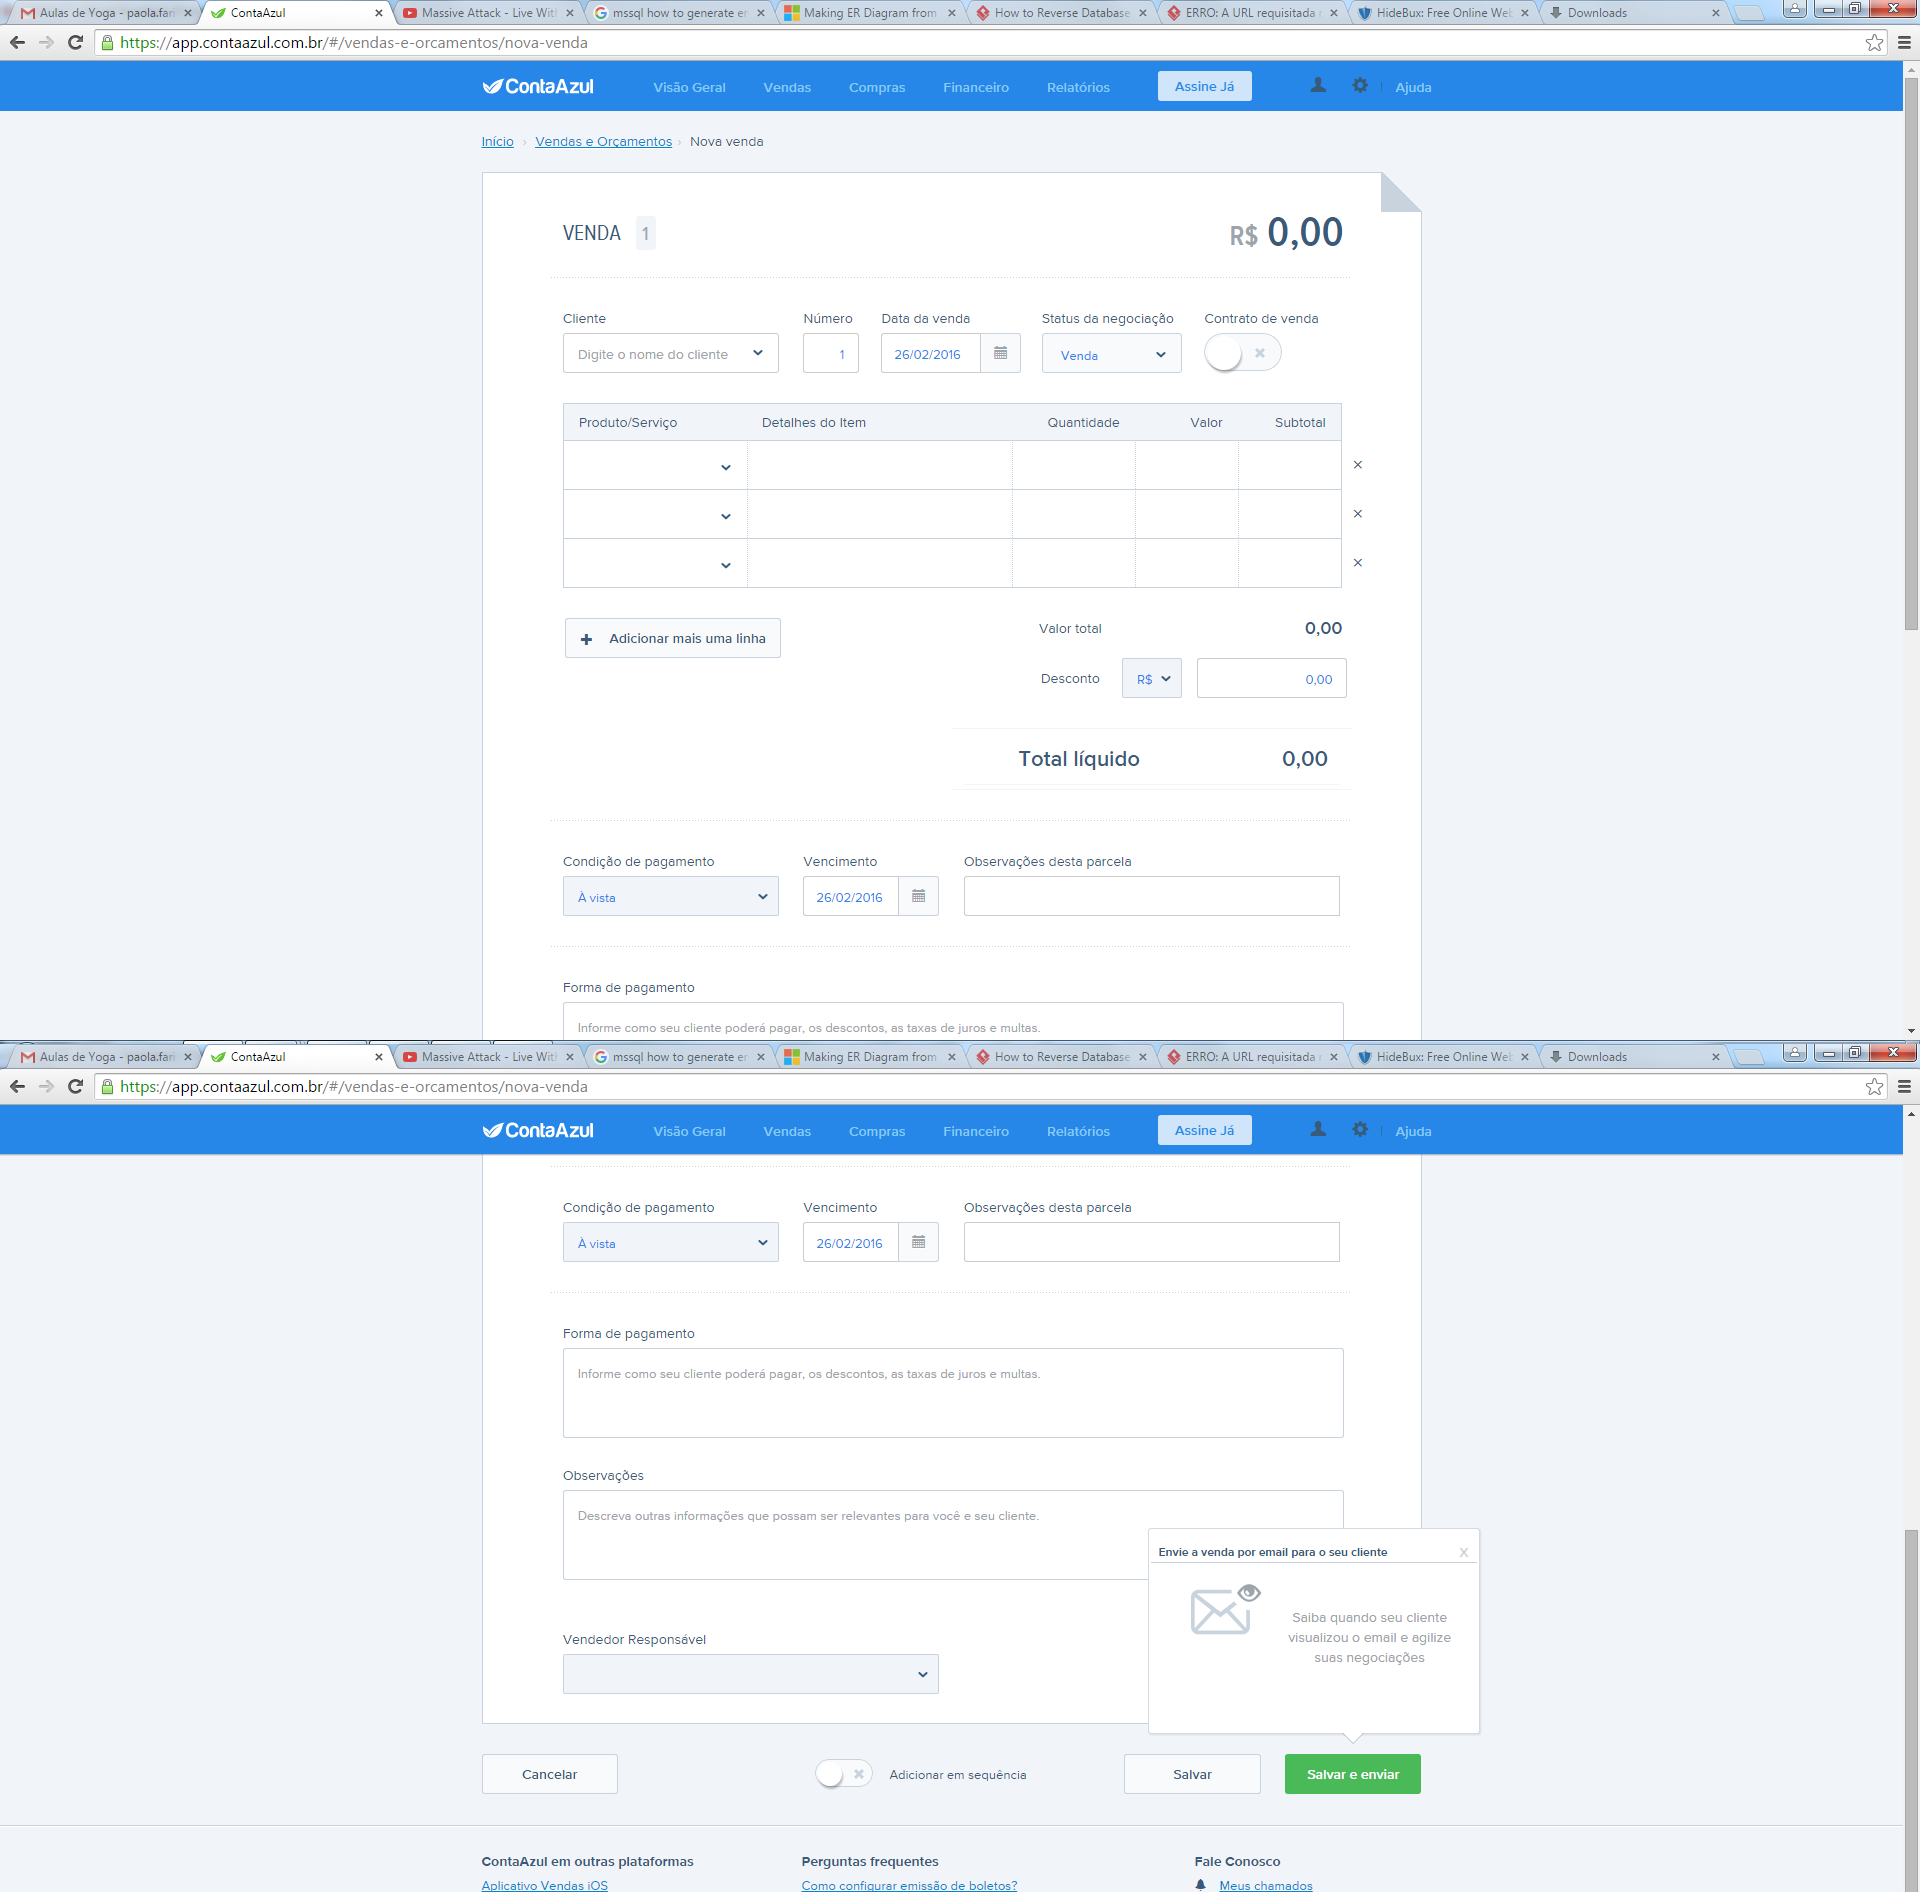 Aulas de Yoga - paola.fari
ContaAzul
Massive Attack - Live With
mssql how to generate er
Making ER Diagram from
How to Reverse Database
ERRO: A URL requisitada
HideBux: Free Online Web
Downloads
https://app.contaazul.com.br/#/vendas-e-orcamentos/nova-venda
ContaAzul Visão Geral Vendas Compras Financeiro Relatórios Assine Já Ajuda
Início › Vendas e Orçamentos › Nova venda
VENDA 1 R$ 0,00
Cliente Número Data da venda Status da negociação Contrato de venda
Digite o nome do cliente 1 26/02/2016 Venda
Produto/Serviço Detalhes do Item Quantidade Valor Subtotal
Adicionar mais uma linha
Valor total 0,00
Desconto R$ 0,00
Total líquido 0,00
Condição de pagamento Vencimento Observações desta parcela
À vista 26/02/2016
Forma de pagamento
Informe como seu cliente poderá pagar, os descontos, as taxas de juros e multas.
Aulas de Yoga - paola.fari
ContaAzul
Massive Attack - Live With
mssql how to generate er
Making ER Diagram from
How to Reverse Database
ERRO: A URL requisitada
HideBux: Free Online Web
Downloads
https://app.contaazul.com.br/#/vendas-e-orcamentos/nova-venda
ContaAzul Visão Geral Vendas Compras Financeiro Relatórios Assine Já Ajuda
Condição de pagamento Vencimento Observações desta parcela
À vista 26/02/2016
Forma de pagamento
Informe como seu cliente poderá pagar, os descontos, as taxas de juros e multas.
Observações
Descreva outras informações que possam ser relevantes para você e seu cliente.
Envie a venda por email para o seu cliente X
Saiba quando seu cliente
visualizou o email e agilize
suas negociações
Vendedor Responsável
Cancelar Adicionar em sequência Salvar Salvar e enviar
ContaAzul em outras plataformas Perguntas frequentes Fale Conosco
Aplicativo Vendas iOS Como configurar emissão de boletos? Meus chamados